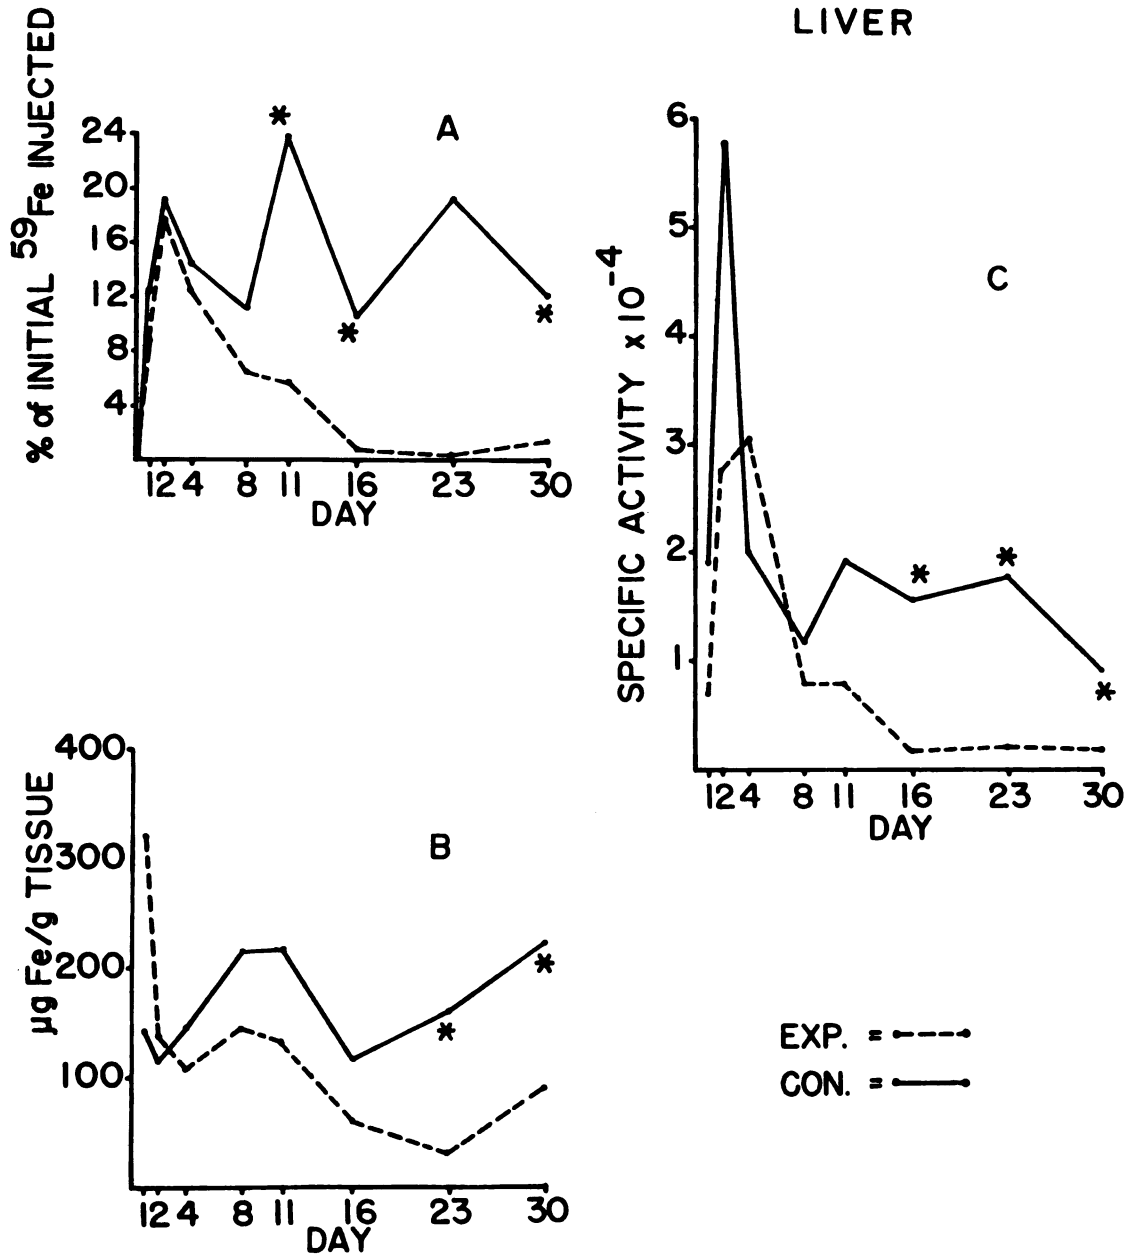 LIVER
A
% of INITIAL 59Fe INJECTED
24
20
16
12
8
4
1 2 4 8 11 16 23 30
DAY
*
*
*
C
SPECIFIC ACTIVITY x 10-4
6
5
4
3
2
1
1 2 4 8 11 16 23 30
DAY
*
*
*
B
µg Fe/g TISSUE
400
300
200
100
1 2 4 8 11 16 23 30
DAY
*
*
EXP. =
CON. =